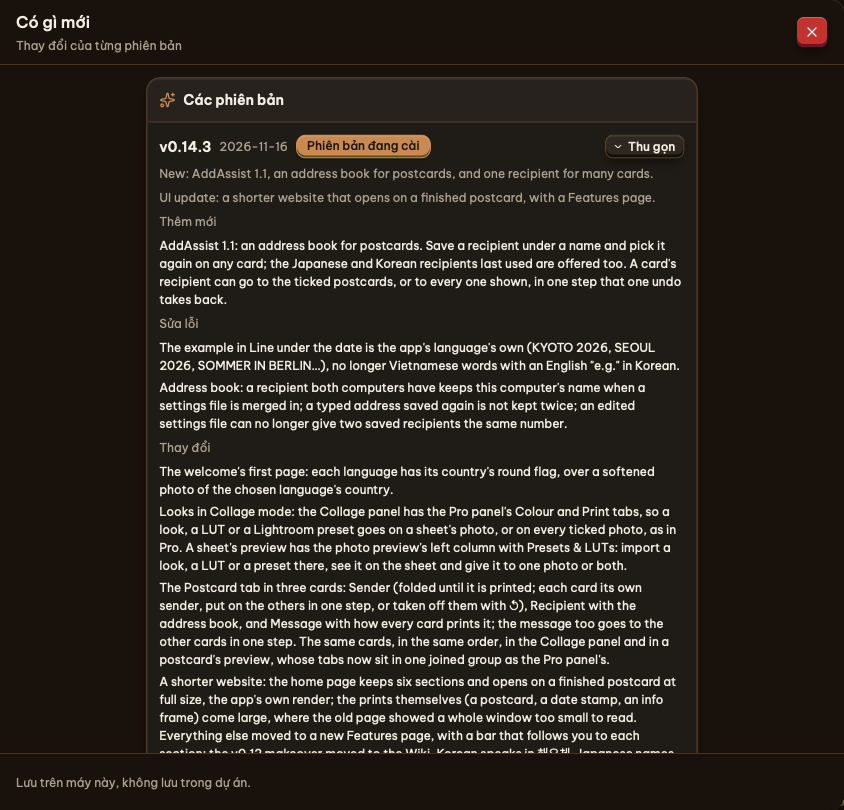 Có gì mới
Thay đổi của từng phiên bản
Các phiên bản
v0.14.3 2026-11-16 Phiên bản đang cài Thu gọn
New: AddAssist 1.1, an address book for postcards, and one recipient for many cards.
UI update: a shorter website that opens on a finished postcard, with a Features page.
Thêm mới
AddAssist 1.1: an address book for postcards. Save a recipient under a name and pick it
again on any card; the Japanese and Korean recipients last used are offered too. A card's
recipient can go to the ticked postcards, or to every one shown, in one step that one undo
takes back.
Sửa lỗi
The example in Line under the date is the app's language's own (KYOTO 2026, SEOUL
2026, SOMMER IN BERLIN...), no longer Vietnamese words with an English "e.g." in Korean.
Address book: a recipient both computers have keeps this computer's name when a
settings file is merged in; a typed address saved again is not kept twice; an edited
settings file can no longer give two saved recipients the same number.
Thay đổi
The welcome's first page: each language has its country's round flag, over a softened
photo of the chosen language's country.
Looks in Collage mode: the Collage panel has the Pro panel's Colour and Print tabs, so a
look, a LUT or a Lightroom preset goes on a sheet's photo, or on every ticked photo, as in
Pro. A sheet's preview has the photo preview's left column with Presets & LUTs: import a
look, a LUT or a preset there, see it on the sheet and give it to one photo or both.
The Postcard tab in three cards: Sender (folded until it is printed; each card its own
sender, put on the others in one step, or taken off them with ↺), Recipient with the
address book, and Message with how every card prints it; the message too goes to the
other cards in one step. The same cards, in the same order, in the Collage panel and in a
postcard's preview, whose tabs now sit in one joined group as the Pro panel's.
A shorter website: the home page keeps six sections and opens on a finished postcard at
full size, the app's own render; the prints themselves (a postcard, a date stamp, an info
frame) come large, where the old page showed a whole window too small to read.
Everything else moved to a new Features page, with a bar that follows you to each
section; the v0.12 makeover moved to the Wiki. Korean speaks in 해요체, Japanese names
Lưu trên máy này, không lưu trong dự án.